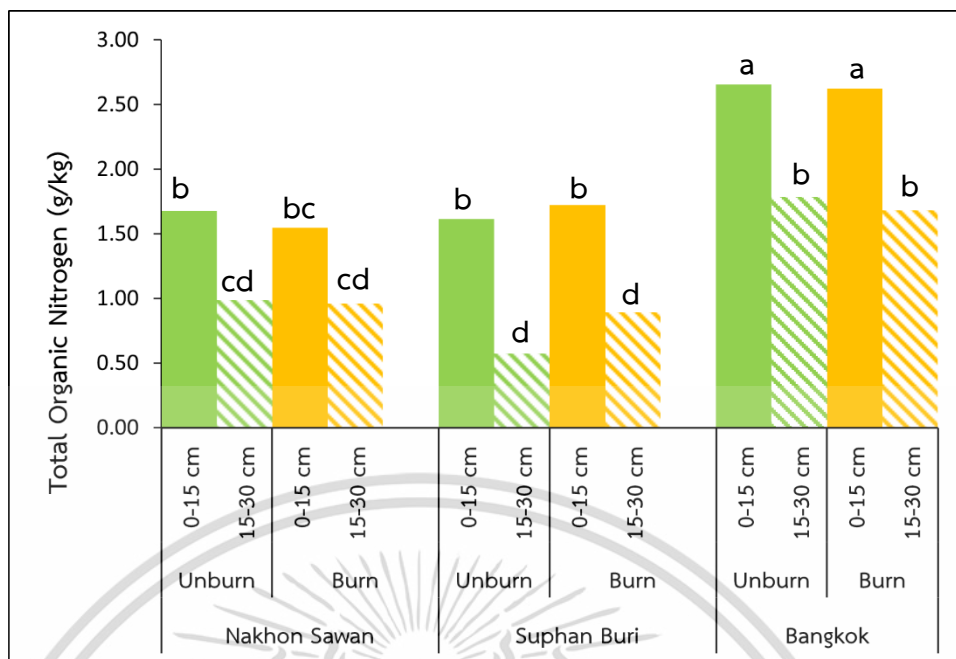 Total Organic Nitrogen (g/kg)
3.00
2.50
2.00
1.50
1.00
0.50
0.00
b
cd
bc
cd
b
d
b
d
a
b
a
b
0-15 cm
15-30 cm
0-15 cm
15-30 cm
0-15 cm
15-30 cm
0-15 cm
15-30 cm
0-15 cm
15-30 cm
0-15 cm
15-30 cm
Unburn Burn Unburn Burn Unburn Burn
Nakhon Sawan Suphan Buri Bangkok